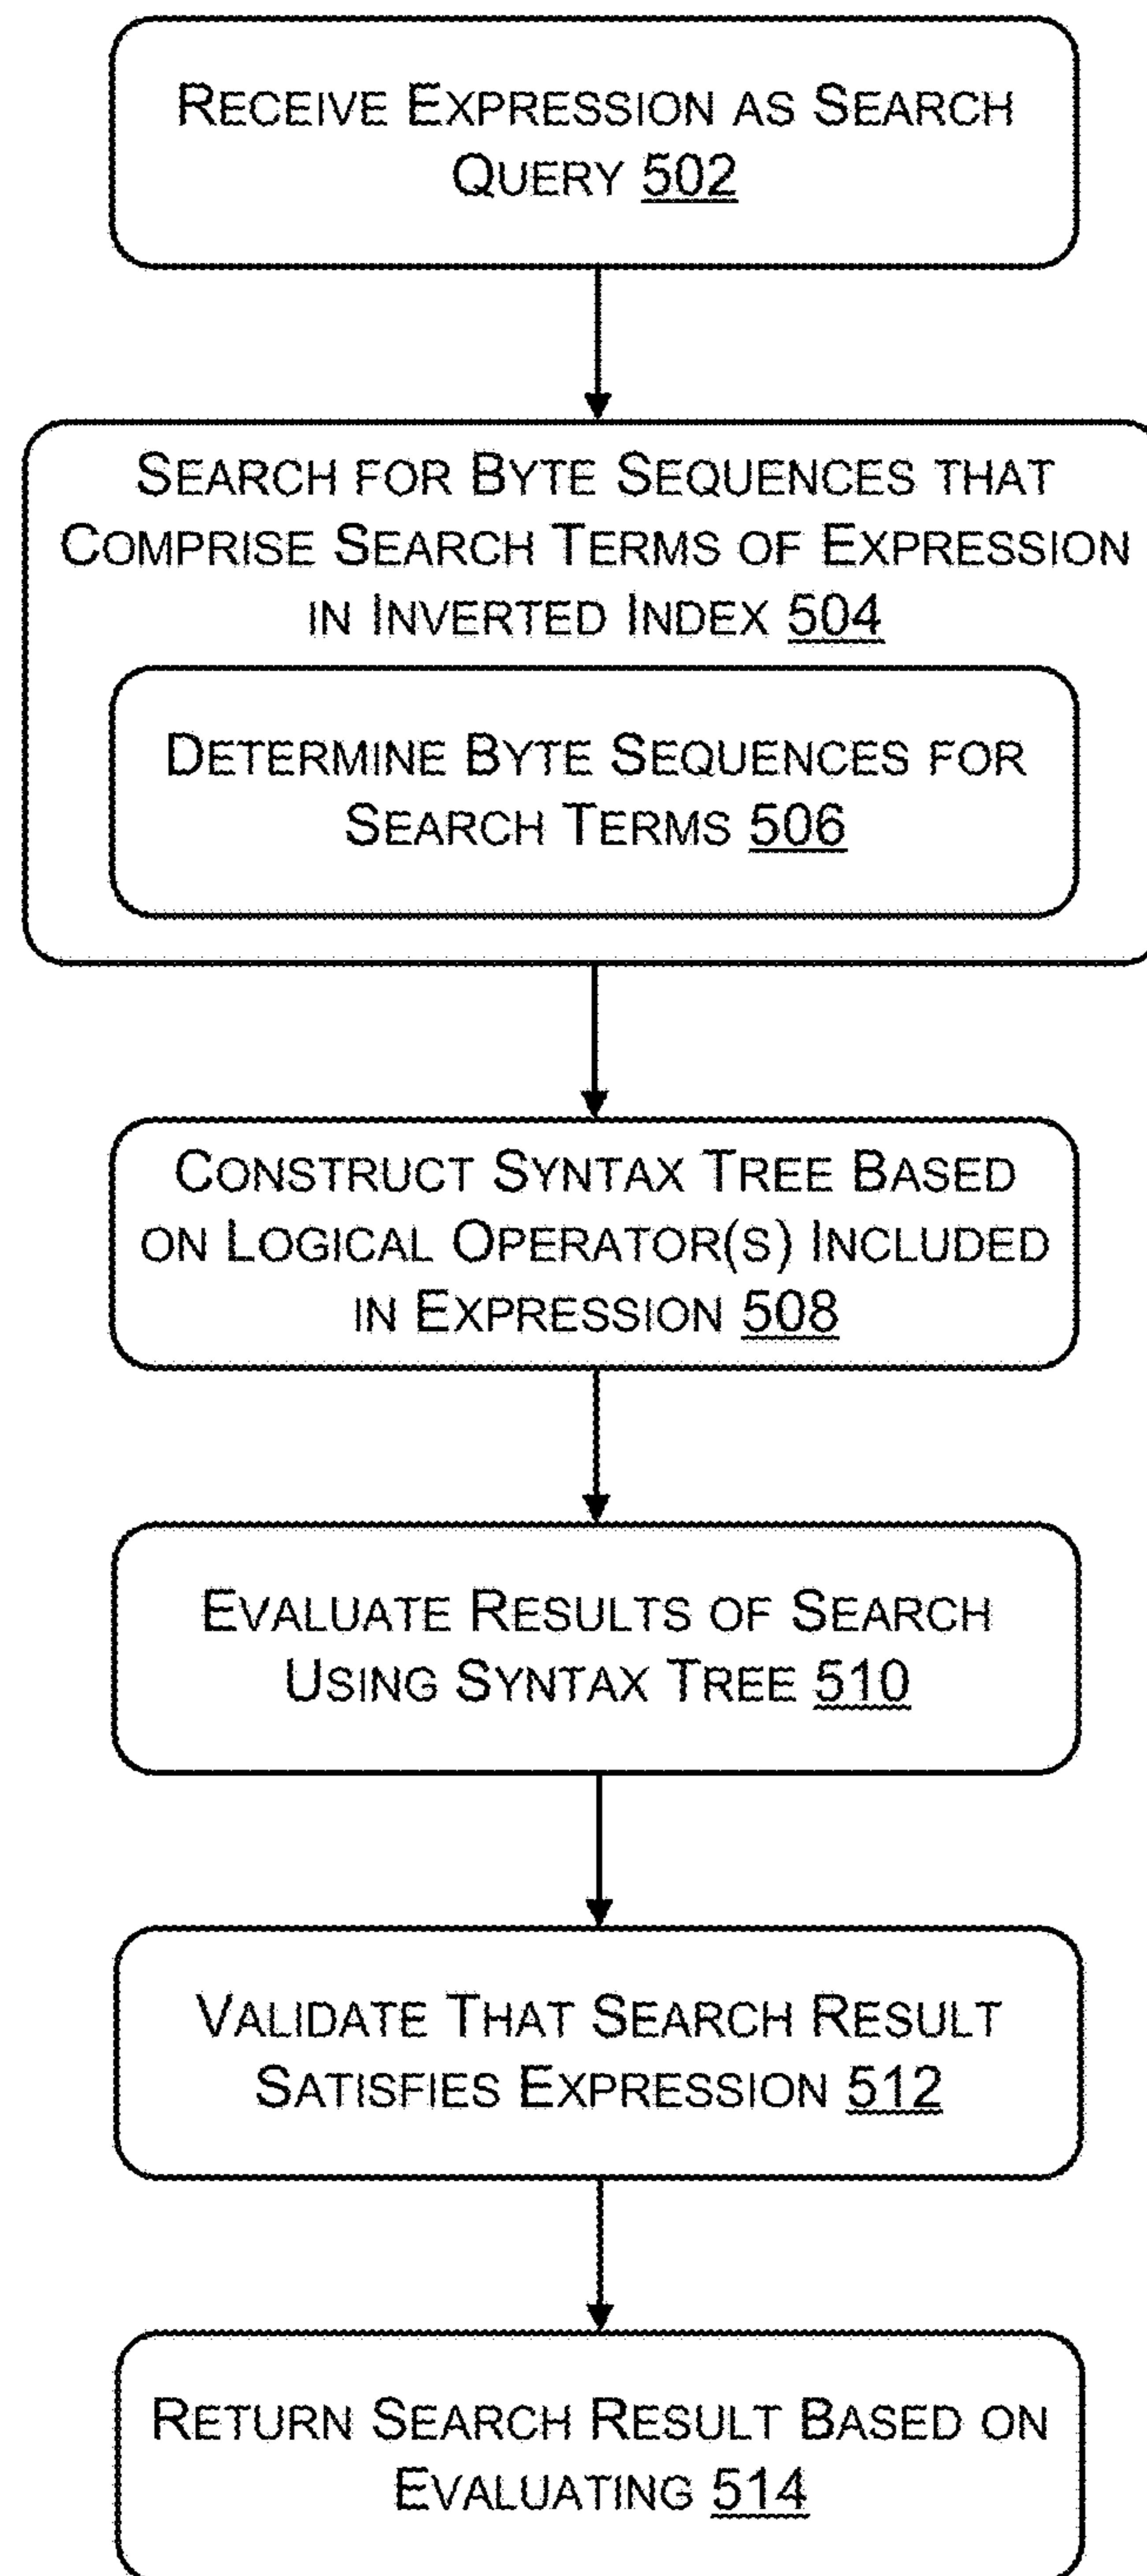 RECEIVE EXPRESSION AS SEARCH
QUERY 502
SEARCH FOR BYTE SEQUENCES THAT
COMPRISE SEARCH TERMS OF EXPRESSION
IN INVERTED INDEX 504
DETERMINE BYTE SEQUENCES FOR
SEARCH TERMS 506
CONSTRUCT SYNTAX TREE BASED
ON LOGICAL OPERATOR(S) INCLUDED
IN EXPRESSION 508
EVALUATE RESULTS OF SEARCH
USING SYNTAX TREE 510
VALIDATE THAT SEARCH RESULT
SATISFIES EXPRESSION 512
RETURN SEARCH RESULT BASED ON
EVALUATING 514